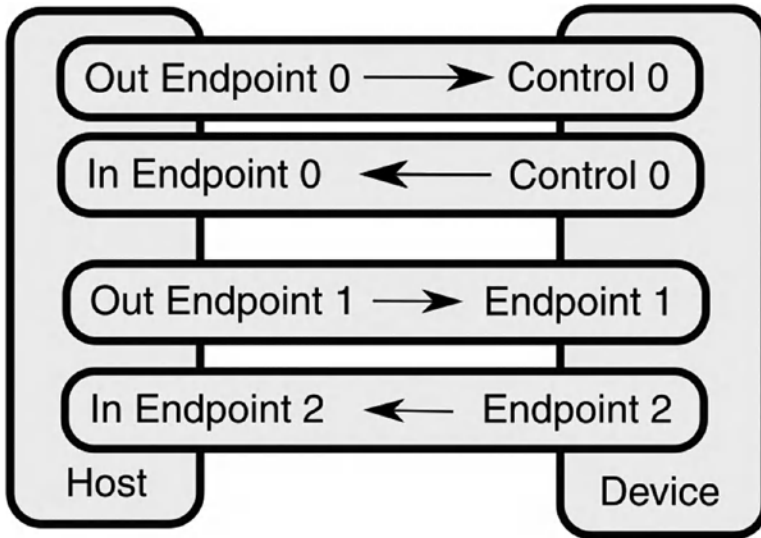 Out Endpoint 0 Control 0
In Endpoint 0 Control 0
Out Endpoint 1 Endpoint 1
In Endpoint 2 Endpoint 2
Host
Device